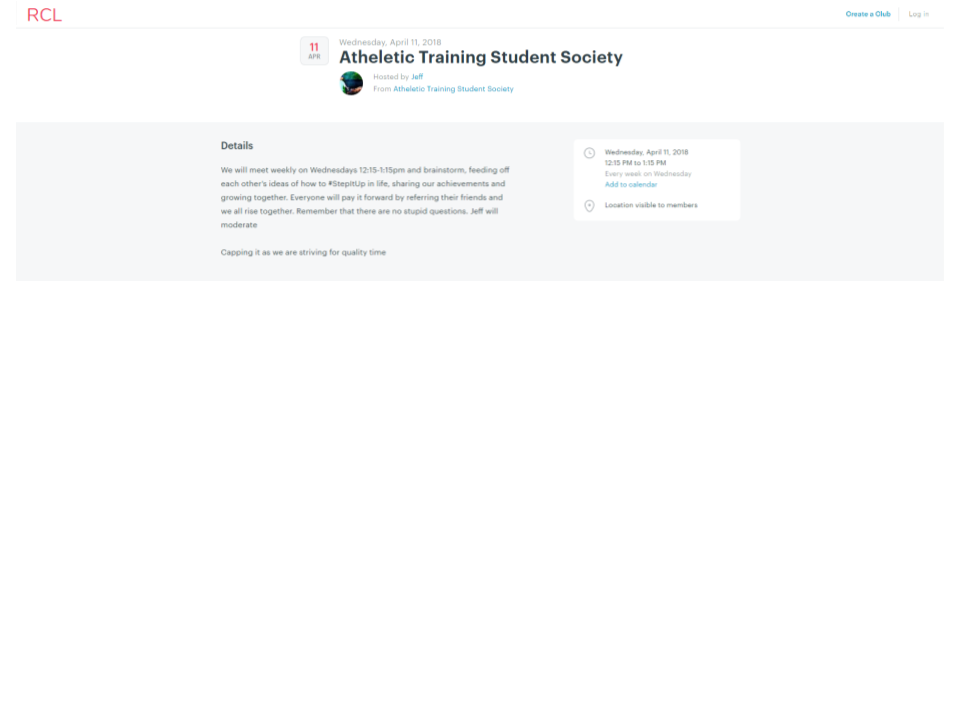 RCL
Create a Club
Log in
11
APR
Wednesday, April 11, 2018
Atheletic Training Student Society
Hosted by Jeff
From Atheletic Training Student Society
Details
We will meet weekly on Wednesdays 12:15-1:15pm and brainstorm, feeding off
each other's ideas of how to #StepItUp in life, sharing our achievements and
growing together. Everyone will pay it forward by referring their friends and
we all rise together. Remember that there are no stupid questions. Jeff will
moderate
Capping it as we are striving for quality time
Wednesday, April 11, 2018
12:15 PM to 1:15 PM
Every week on Wednesday
Add to calendar
Location visible to members